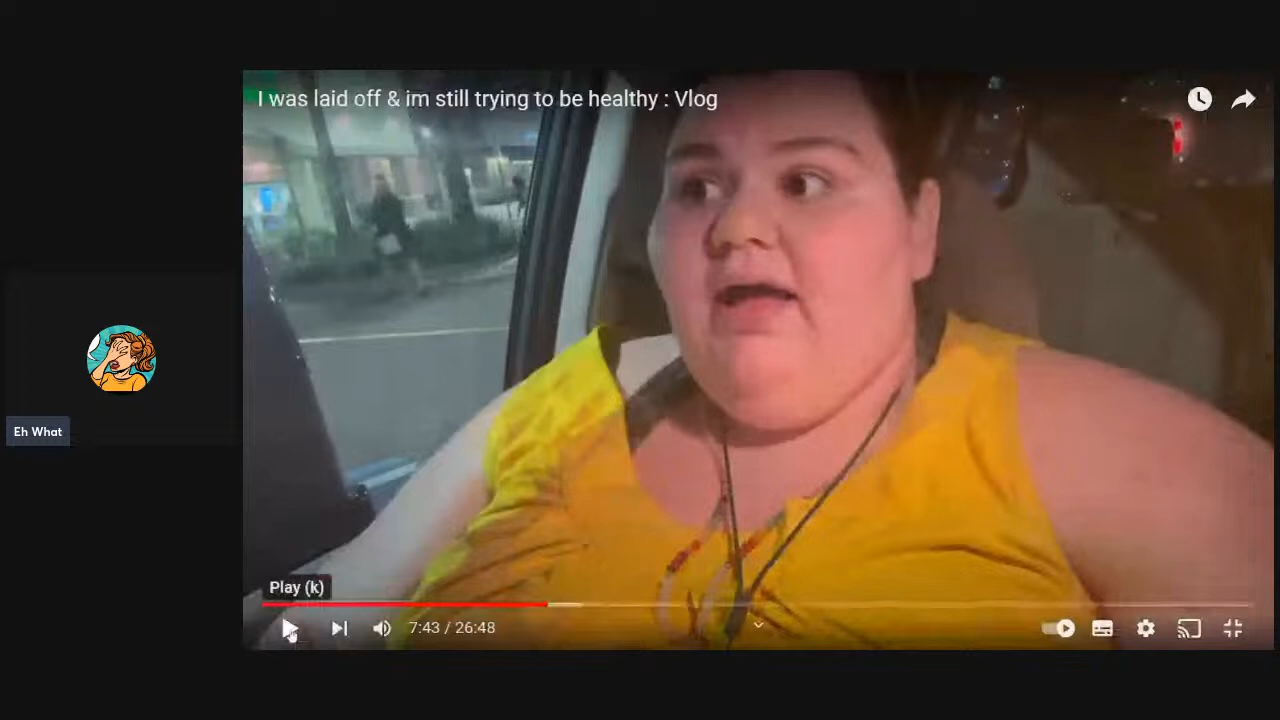 I was laid off & im still trying to be healthy : Vlog
Eh What
Play (k)
7:43 / 26:48